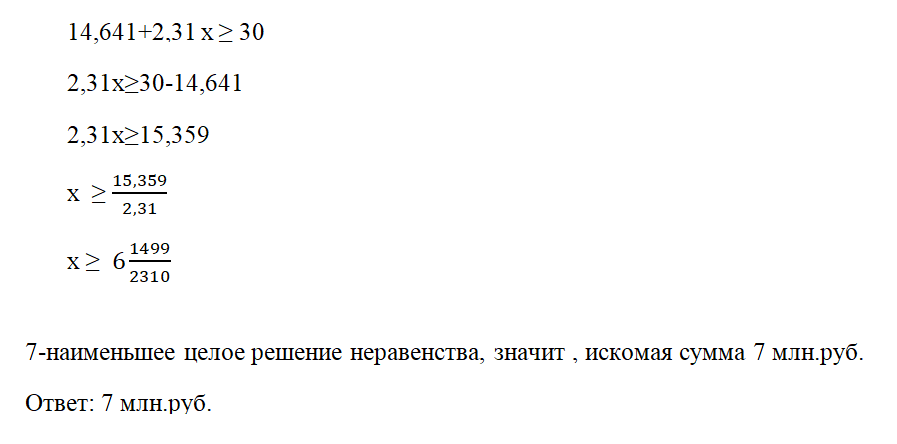 14,641+2,31 x ≥ 30
2,31x≥30-14,641
2,31x≥15,359
x ≥ 15,359/2,31
x ≥ 6 1499/2310
7-наименьшее целое решение неравенства, значит , искомая сумма 7 млн.руб.
Ответ: 7 млн.руб.